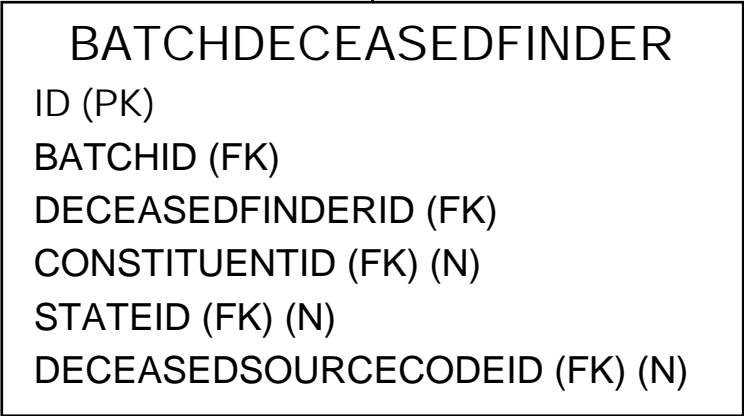 BATCHDECEASEDFINDER
ID (PK)
BATCHID (FK)
DECEASEDFINDERID (FK)
CONSTITUENTID (FK) (N)
STATEID (FK) (N)
DECEASEDSOURCECODEID (FK) (N)